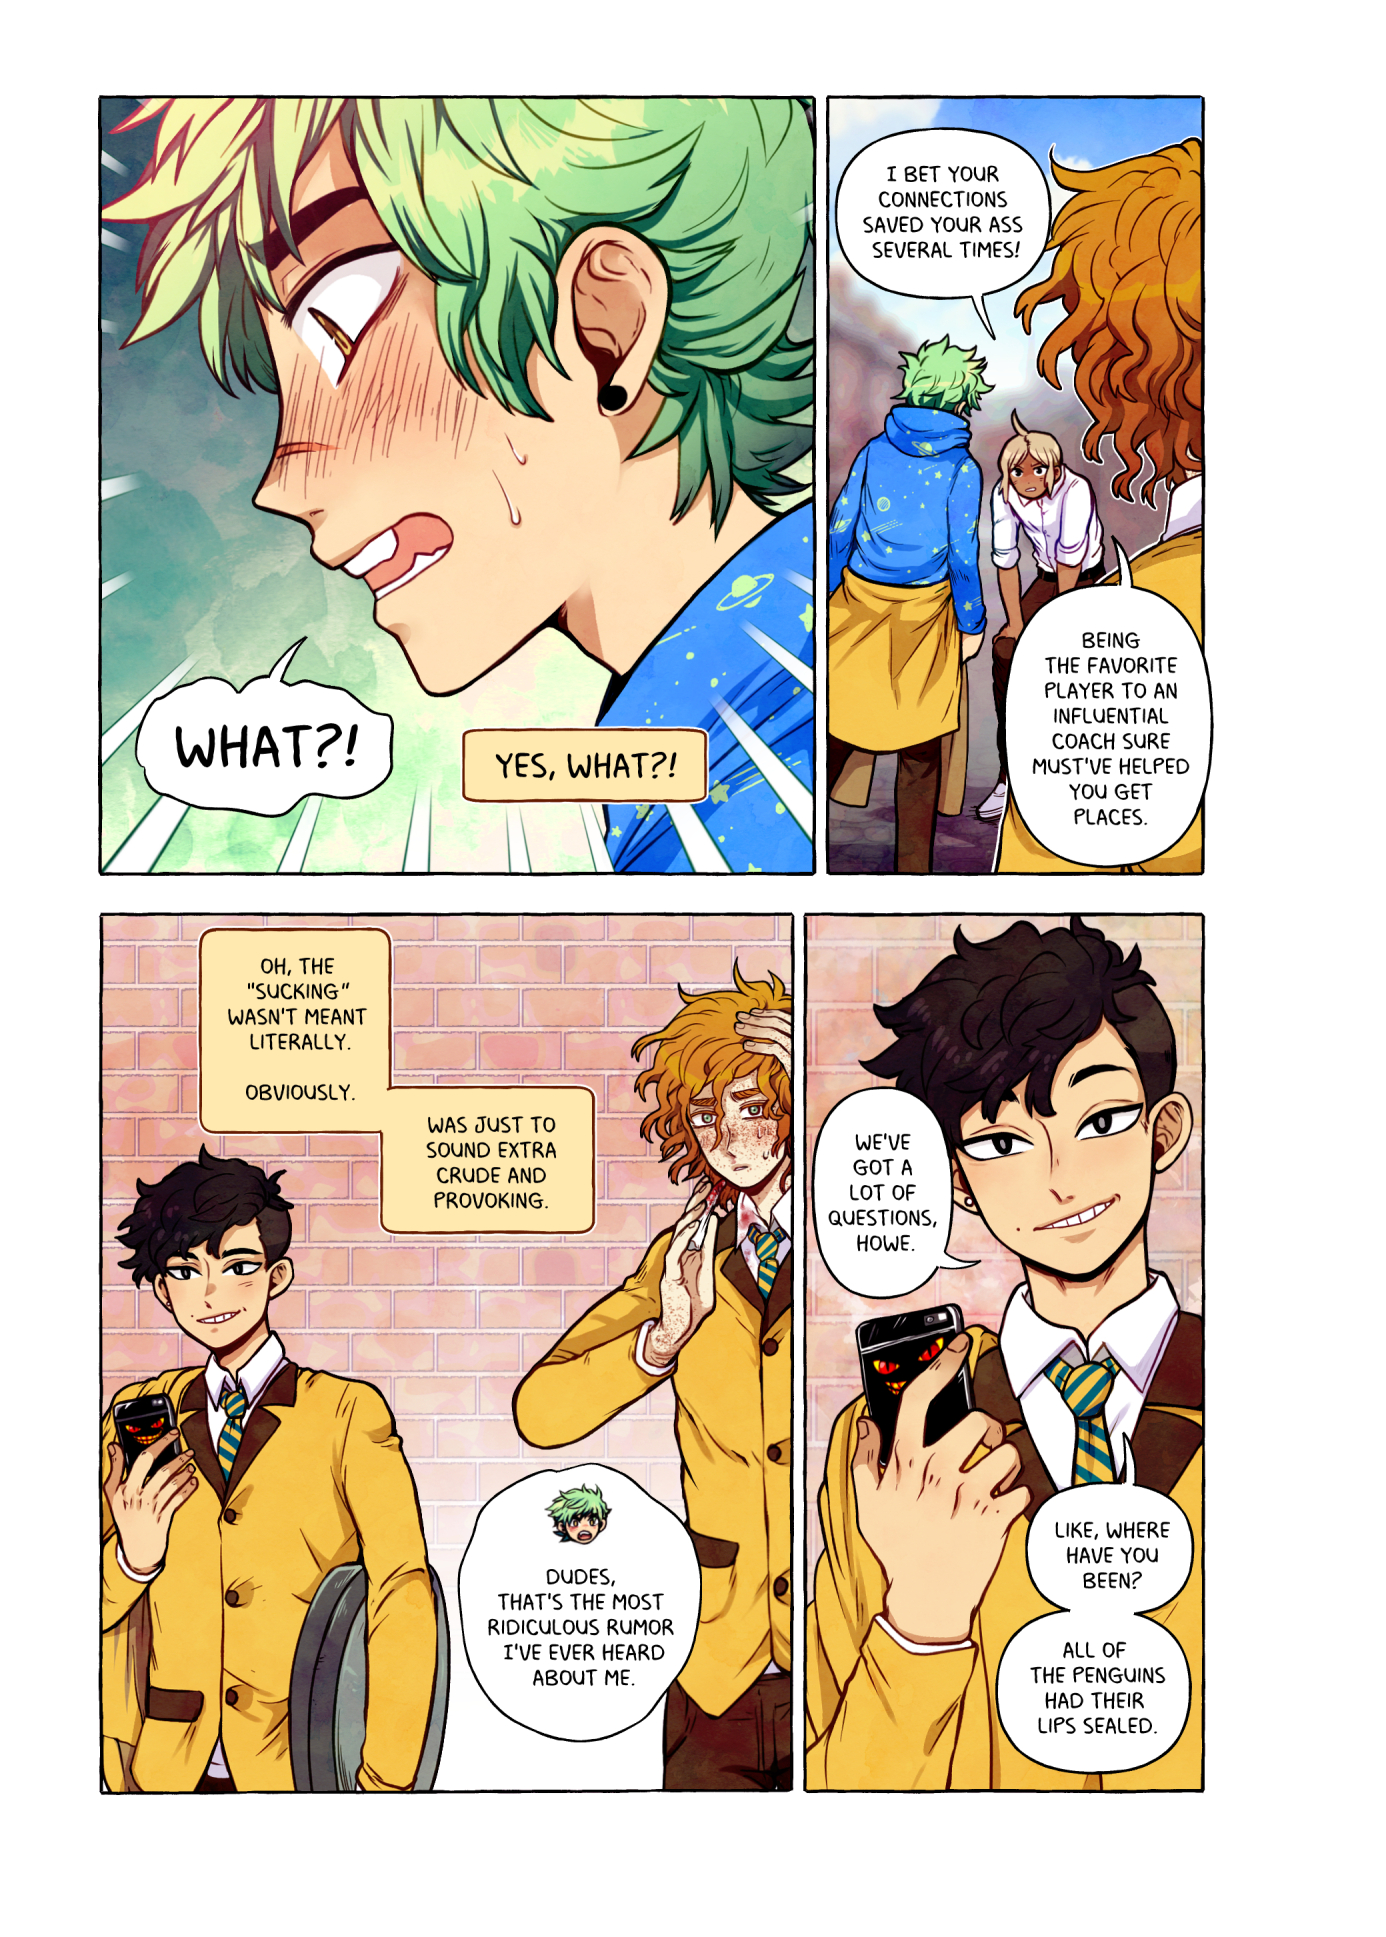 WHAT?!
YES, WHAT?!
I BET YOUR
CONNECTIONS
SAVED YOUR ASS
SEVERAL TIMES!
BEING
THE FAVORITE
PLAYER TO AN
INFLUENTIAL
COACH SURE
MUST'VE HELPED
YOU GET
PLACES.
OH, THE
"SUCKING"
WASN'T MEANT
LITERALLY.
OBVIOUSLY.
WAS JUST TO
SOUND EXTRA
CRUDE AND
PROVOKING.
DUDES,
THAT'S THE MOST
RIDICULOUS RUMOR
I'VE EVER HEARD
ABOUT ME.
WE'VE
GOT A
LOT OF
QUESTIONS,
HOWE.
LIKE, WHERE
HAVE YOU
BEEN?
ALL OF
THE PENGUINS
HAD THEIR
LIPS SEALED.